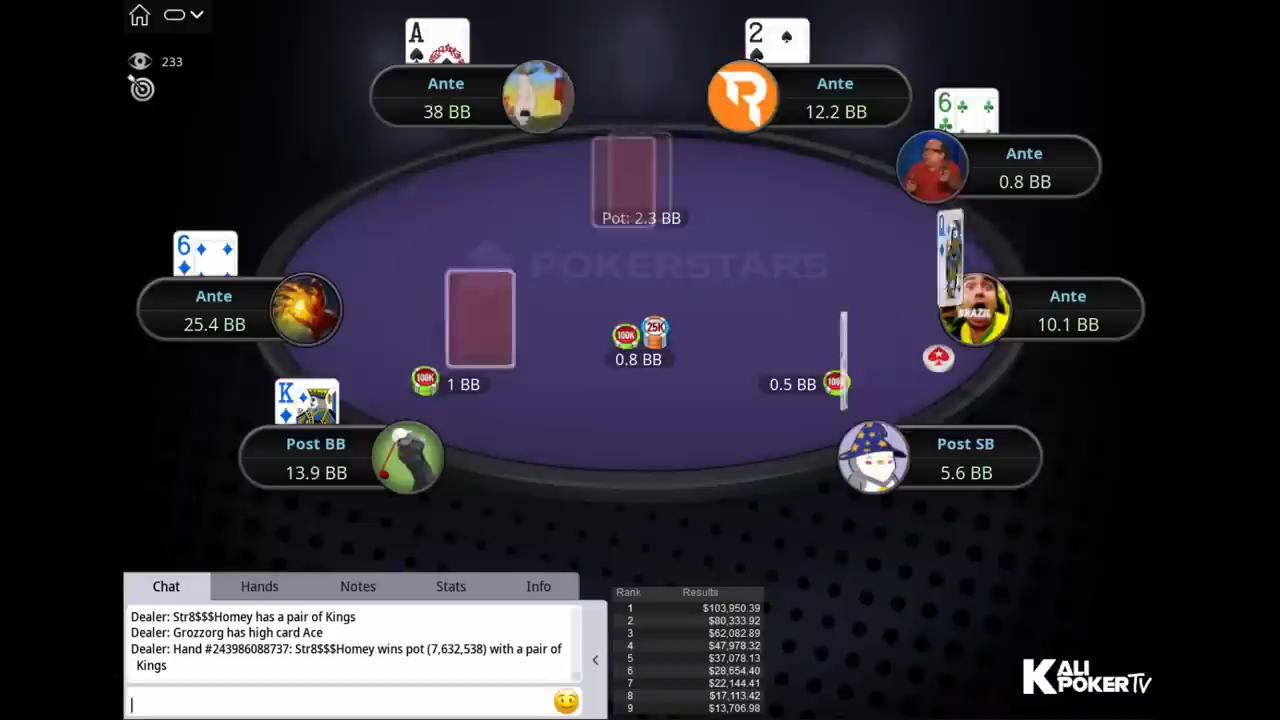 233
A
Ante
38 BB
2
Ante
12.2 BB
6
Ante
0.8 BB
Pot: 2.3 BB
POKERSTARS
6
Ante
25.4 BB
Q
BRAZIL
Ante
10.1 BB
100K
25K
0.8 BB
100K
1 BB
0.5 BB
100K
K
Post BB
13.9 BB
Post SB
5.6 BB
Chat
Hands
Notes
Stats
Info
Dealer: Str8$$$Homey has a pair of Kings
Dealer: Grozzorg has high card Ace
Dealer: Hand #243986088737: Str8$$$Homey wins pot (7,632,538) with a pair of
Kings
Rank Results
1 $103,950.39
2 $80,333.92
3 $62,082.89
4 $47,978.32
5 $37,078.13
6 $28,654.40
7 $22,144.41
8 $17,113.42
9 $13,706.98
KALI
POKERTV